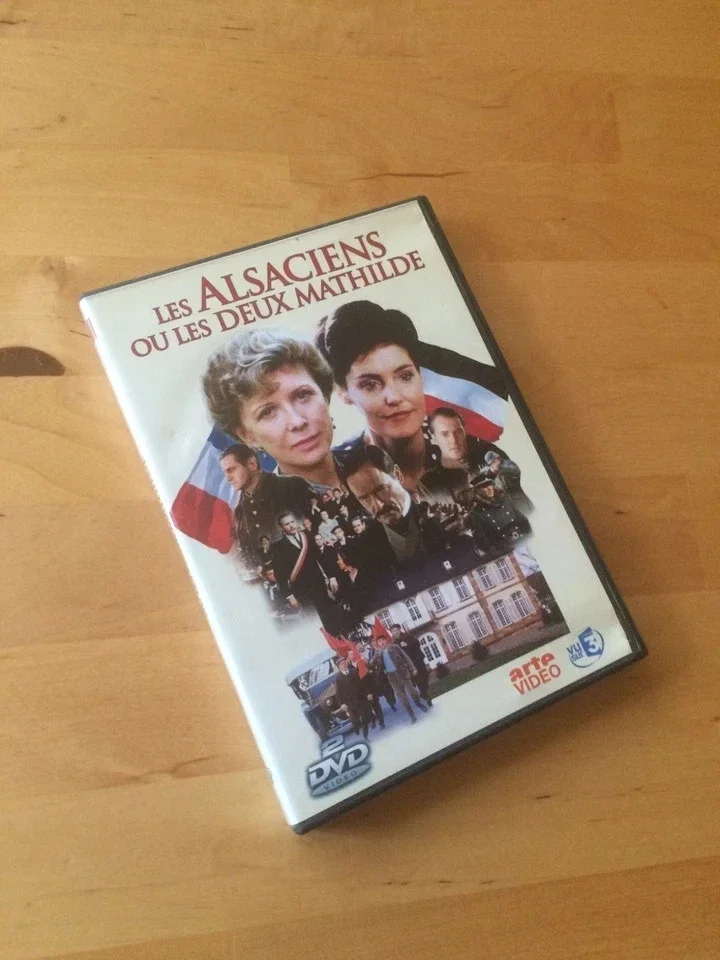 LES ALSACIENS
OU LES DEUX MATHILDE
arte
VIDEO
VU
sur
3
2
DVD
VIDEO